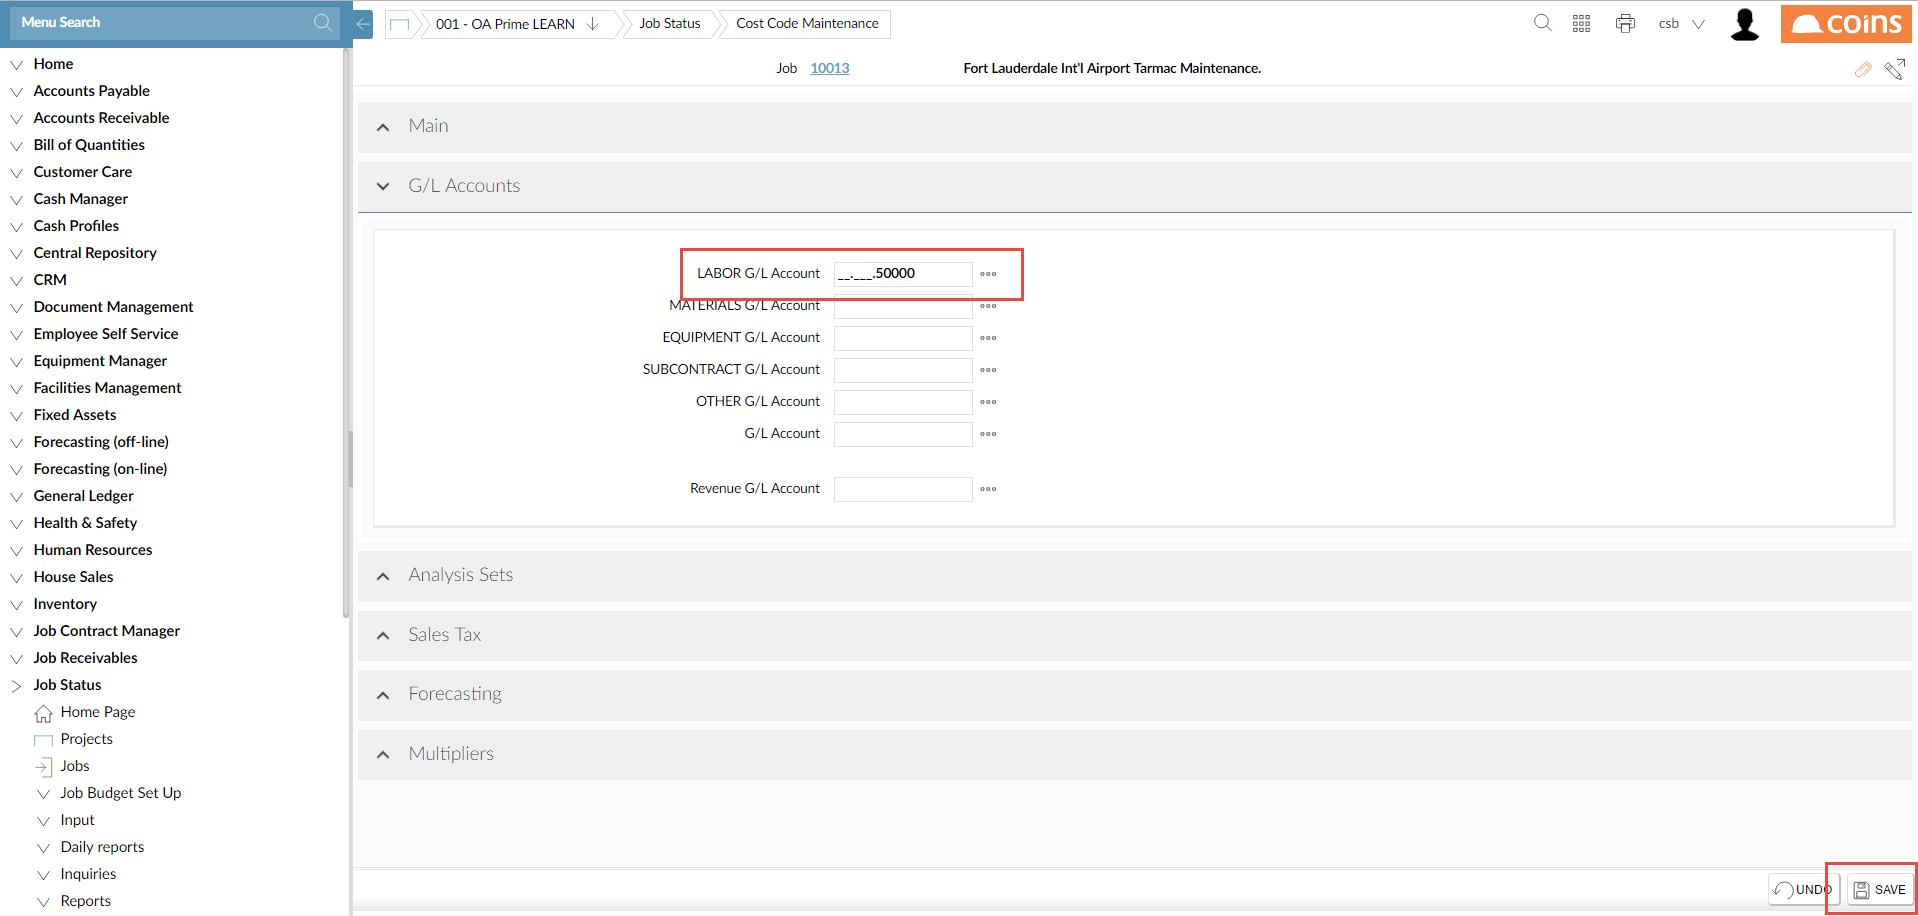 Menu Search
001 - OA Prime LEARN
Job Status
Cost Code Maintenance
csb
coins
Job 10013 Fort Lauderdale Int'l Airport Tarmac Maintenance.
Home
Accounts Payable
Accounts Receivable
Bill of Quantities
Customer Care
Cash Manager
Cash Profiles
Central Repository
CRM
Document Management
Employee Self Service
Equipment Manager
Facilities Management
Fixed Assets
Forecasting (off-line)
Forecasting (on-line)
General Ledger
Health & Safety
Human Resources
House Sales
Inventory
Job Contract Manager
Job Receivables
Job Status
Home Page
Projects
Jobs
Job Budget Set Up
Input
Daily reports
Inquiries
Reports
Main
G/L Accounts
LABOR G/L Account __.___.50000
MATERIALS G/L Account
EQUIPMENT G/L Account
SUBCONTRACT G/L Account
OTHER G/L Account
G/L Account
Revenue G/L Account
Analysis Sets
Sales Tax
Forecasting
Multipliers
UNDO
SAVE